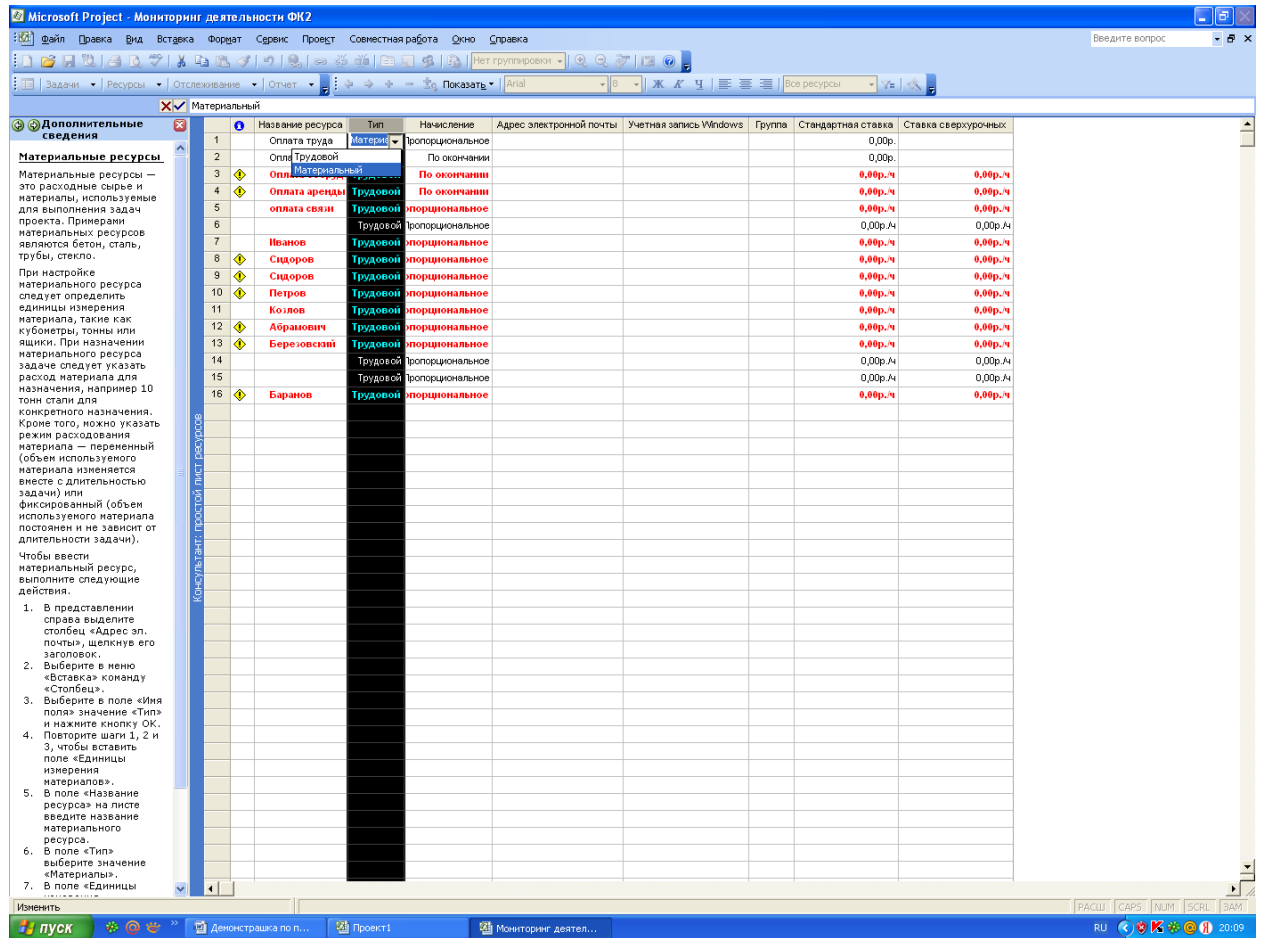 Microsoft Project - Мониторинг деятельности ФК2
Файл Правка Вид Вставка Формат Сервис Проект Совместная работа Окно Справка Введите вопрос
Нет группировки
Задачи Ресурсы Отслеживание Отчет Показать Arial 8 Ж К Ч Все ресурсы
Материальный
Дополнительные сведения
Материальные ресурсы
Материальные ресурсы —
это расходные сырье и
материалы, используемые
для выполнения задач
проекта. Примерами
материальных ресурсов
являются бетон, сталь,
трубы, стекло.
При настройке
материального ресурса
следует определить
единицы измерения
материала, такие как
кубометры, тонны или
ящики. При назначении
материального ресурса
задаче следует указать
расход материала для
назначения, например 10
тонн стали для
конкретного назначения.
Кроме того, можно указать
режим расходования
материала — переменный
(объем используемого
материала изменяется
вместе с длительностью
задачи) или
фиксированный (объем
используемого материала
постоянен и не зависит от
длительности задачи).
Чтобы ввести
материальный ресурс,
выполните следующие
действия.
1. В представлении
справа выделите
столбец «Адрес эл.
почты», щелкнув его
заголовок.
2. Выберите в меню
«Вставка» команду
«Столбец».
3. Выберите в поле «Имя
поля» значение «Тип»
и нажмите кнопку ОК.
4. Повторите шаги 1, 2 и
3, чтобы вставить
поле «Единицы
измерения
материалов».
5. В поле «Название
ресурса» на листе
введите название
материального
ресурса.
6. В поле «Тип»
выберите значение
«Материалы».
7. В поле «Единицы
Консультант: простой лист ресурсов
Название ресурса Тип Начисление Адрес электронной почты Учетная запись Windows Группа Стандартная ставка Ставка сверхурочных
1 Оплата труда Материа Пропорциональное 0,00р.
2 Опла По окончании 0,00р.
Трудовой
Материальный
3 По окончании 0,00р./ч 0,00р./ч
4 Оплата аренды Трудовой По окончании 0,00р./ч 0,00р./ч
5 оплата связи Трудовой опорциональное 0,00р./ч 0,00р./ч
6 Трудовой Пропорциональное 0,00р./ч 0,00р./ч
7 Иванов Трудовой опорциональное 0,00р./ч 0,00р./ч
8 Сидоров Трудовой опорциональное 0,00р./ч 0,00р./ч
9 Сидоров Трудовой опорциональное 0,00р./ч 0,00р./ч
10 Петров Трудовой опорциональное 0,00р./ч 0,00р./ч
11 Козлов Трудовой опорциональное 0,00р./ч 0,00р./ч
12 Абрамович Трудовой опорциональное 0,00р./ч 0,00р./ч
13 Березовский Трудовой опорциональное 0,00р./ч 0,00р./ч
14 Трудовой Пропорциональное 0,00р./ч 0,00р./ч
15 Трудовой Пропорциональное 0,00р./ч 0,00р./ч
16 Баранов Трудовой опорциональное 0,00р./ч 0,00р./ч
Изменить РАСШ CAPS NUM SCRL ЗАМ
пуск Демонстрашка по п... Проект1 Мониторинг деятел... RU 20:09